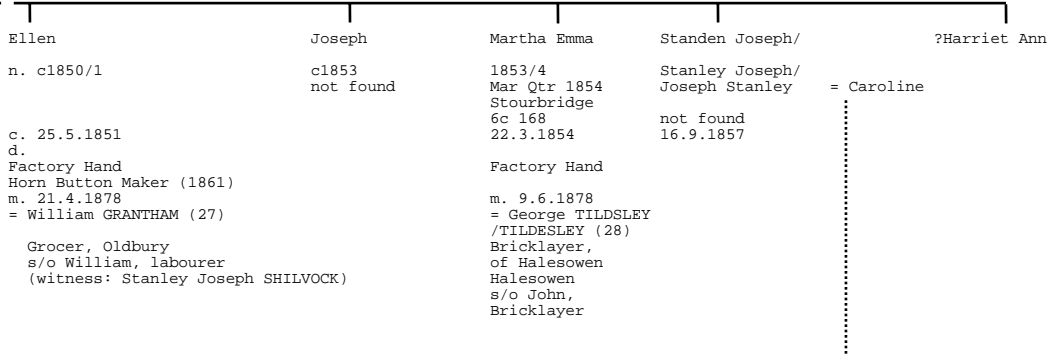 Ellen
n. c1850/1
c. 25.5.1851
d.
Factory Hand
Horn Button Maker (1861)
m. 21.4.1878
= William GRANTHAM (27)
Grocer, Oldbury
s/o William, labourer
(witness: Stanley Joseph SHILVOCK)
Joseph
c1853
not found
Martha Emma
1853/4
Mar Qtr 1854
Stourbridge
6c 168
22.3.1854
Factory Hand
m. 9.6.1878
= George TILDSLEY
/TILDESLEY (28)
Bricklayer,
of Halesowen
Halesowen
s/o John,
Bricklayer
Standen Joseph/
Stanley Joseph/
Joseph Stanley = Caroline
not found
16.9.1857
?Harriet Ann